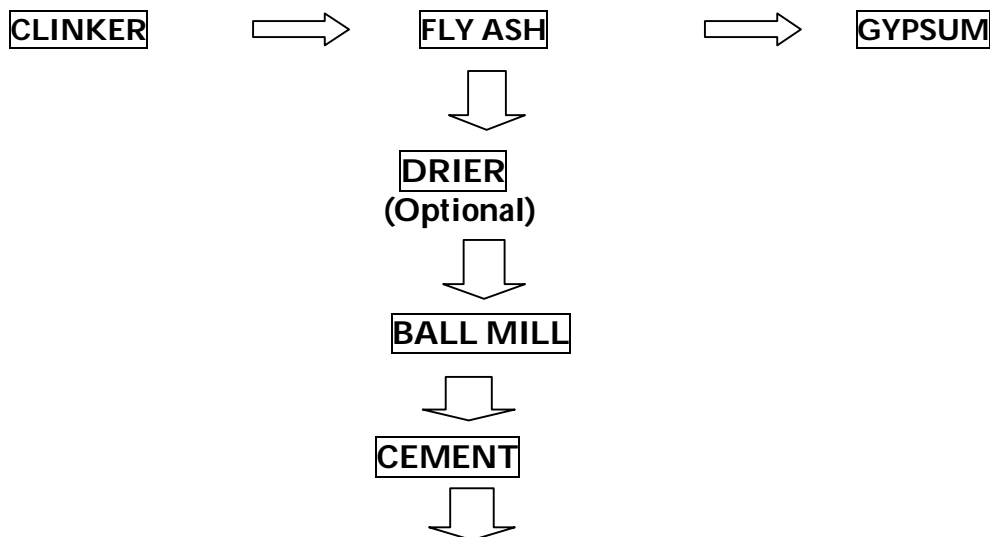 CLINKER FLY ASH GYPSUM
DRIER
(Optional)
BALL MILL
CEMENT